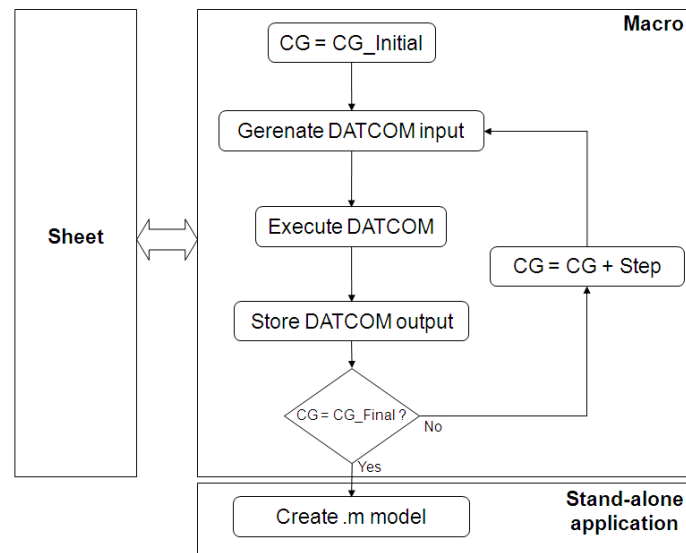 Macro
CG = CG_Initial
Gerenate DATCOM input
Sheet
Execute DATCOM
CG = CG + Step
Store DATCOM output
CG = CG_Final ?
No
Yes
Stand-alone
application
Create .m model